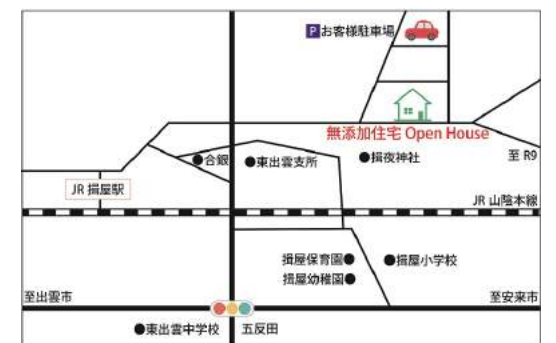 P お客様駐車場
無添加住宅 Open House
合銀
東出雲支所
揖夜神社
至 R9
JR 揖屋駅
JR 山陰本線
揖屋保育園
揖屋小学校
揖屋幼稚園
至出雲市
至安来市
東出雲中学校
五反田